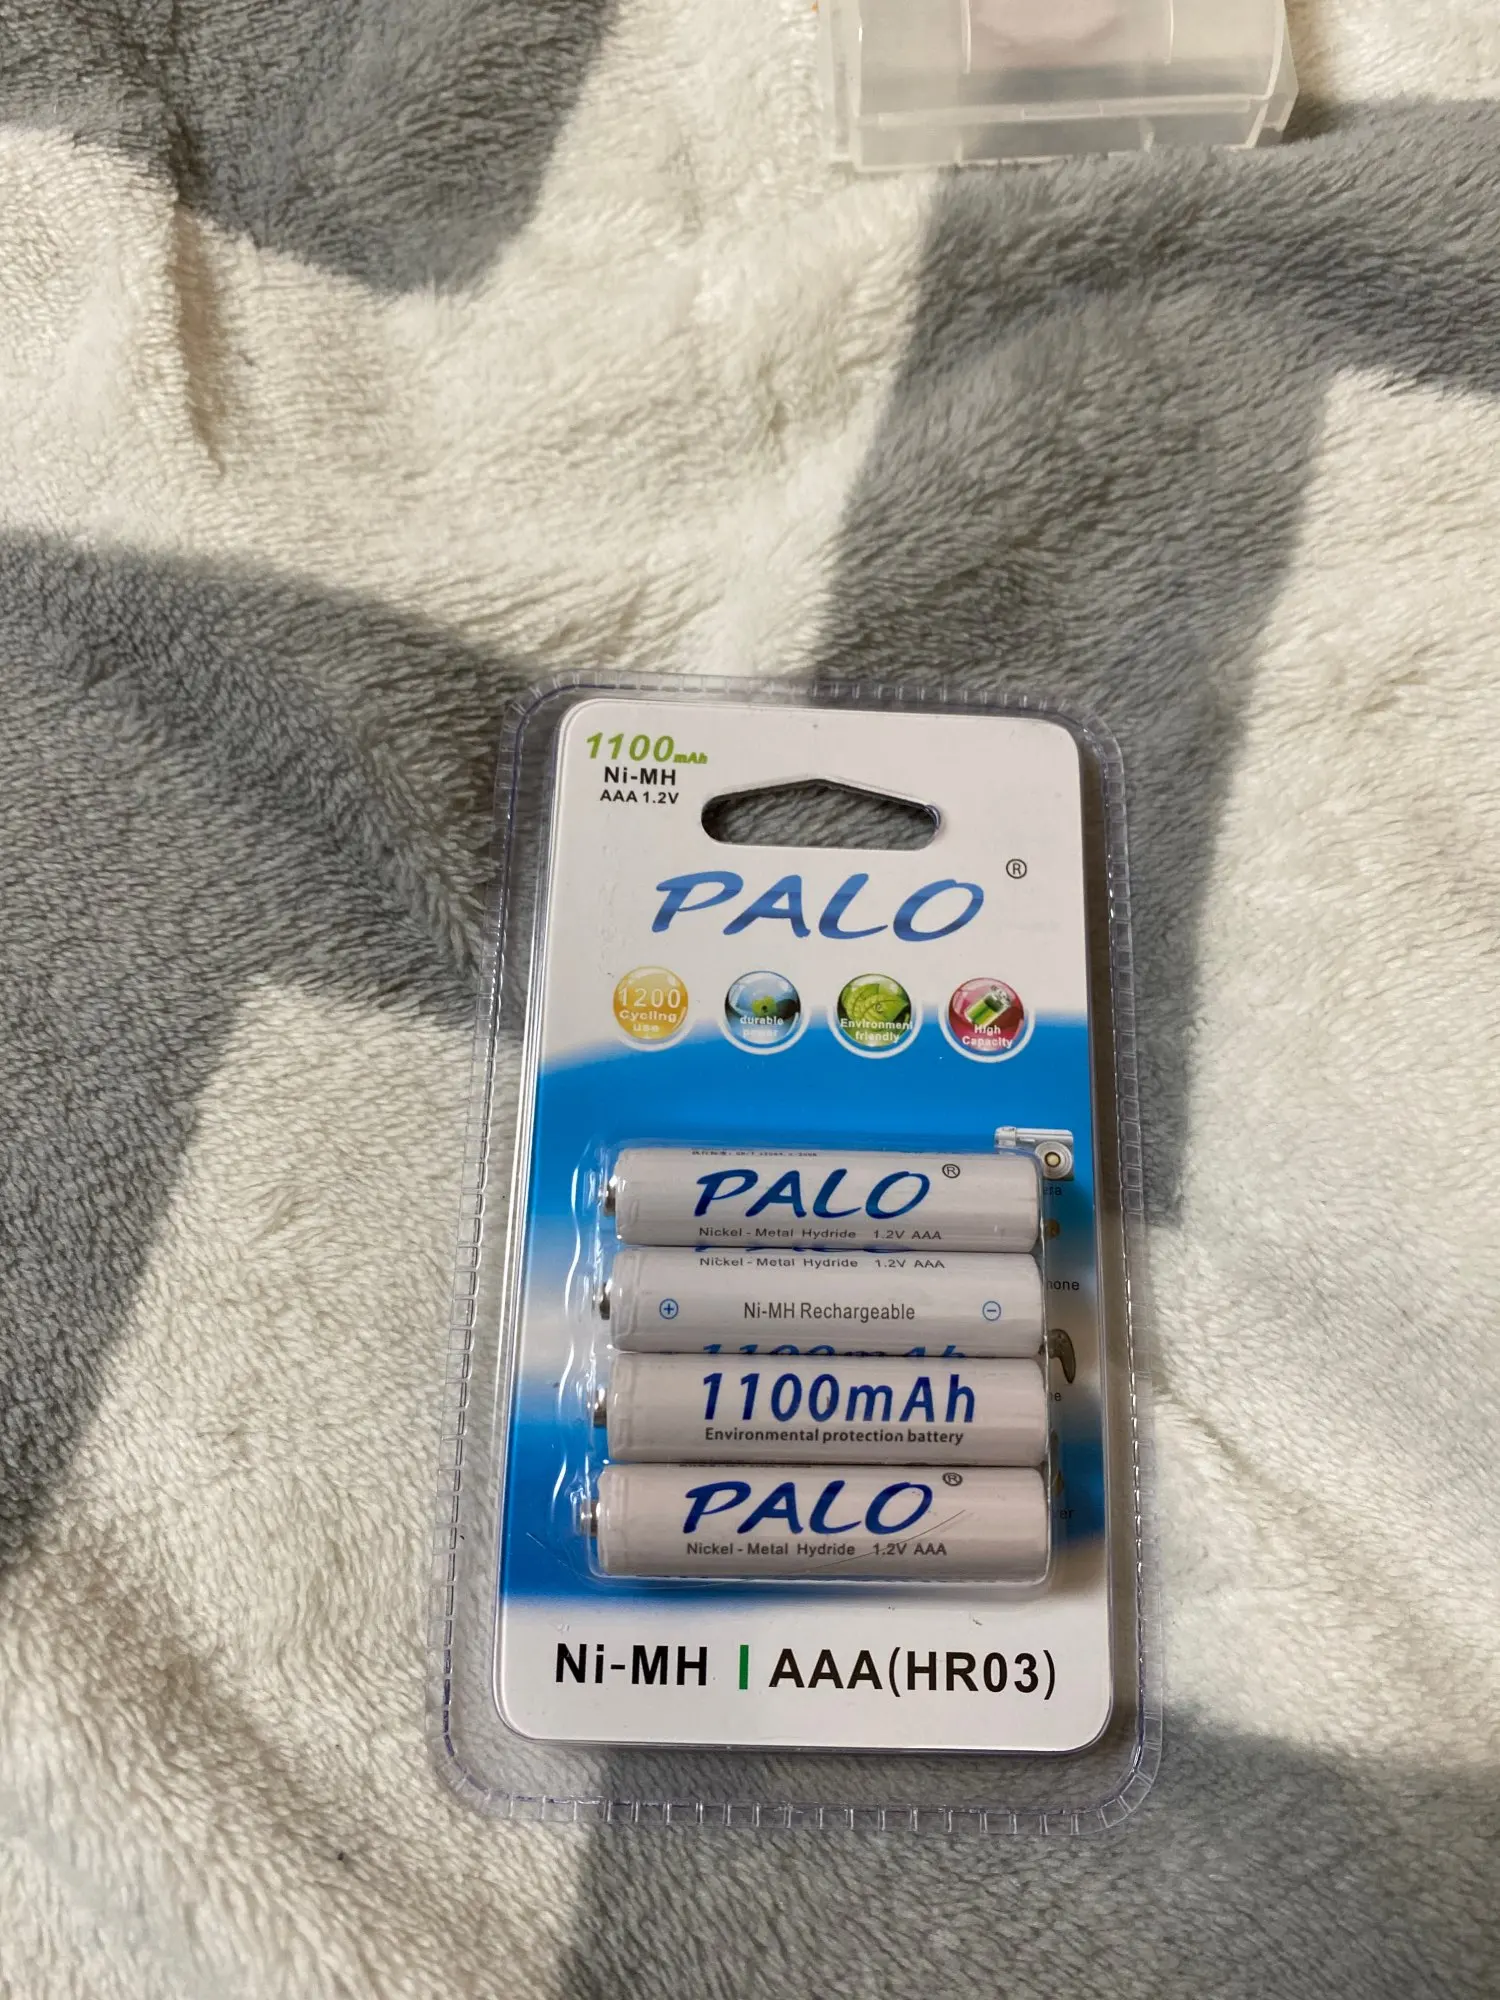 1100mAh
Ni-MH
AAA 1.2V
PALO®
1200
Cycling
use
durable
power
Environment
friendly
High
Capacity
PALO®
Nickel - Metal Hydride 1.2V AAA
Nickel - Metal Hydride 1.2V AAA
+ Ni-MH Rechargeable −
1100mAh
1100mAh
Environmental protection battery
PALO®
Nickel - Metal Hydride 1.2V AAA
Ni-MH | AAA(HR03)